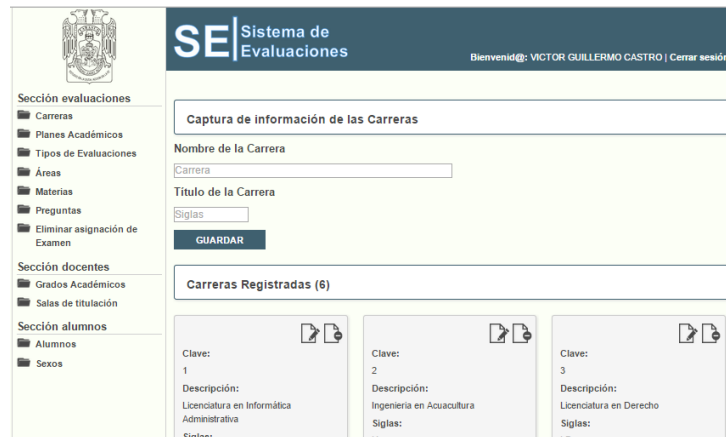 SE Sistema de
Evaluaciones
Bienvenid@: VICTOR GUILLERMO CASTRO | Cerrar sesión
Sección evaluaciones
Carreras
Planes Académicos
Tipos de Evaluaciones
Áreas
Materias
Preguntas
Eliminar asignación de
Examen
Sección docentes
Grados Académicos
Salas de titulación
Sección alumnos
Alumnos
Sexos
Captura de información de las Carreras
Nombre de la Carrera
Carrera
Título de la Carrera
Siglas
GUARDAR
Carreras Registradas (6)
Clave:
1
Descripción:
Licenciatura en Informática
Administrativa
Siglas:
Clave:
2
Descripción:
Ingenieria en Acuacultura
Siglas:
Clave:
3
Descripción:
Licenciatura en Derecho
Siglas: